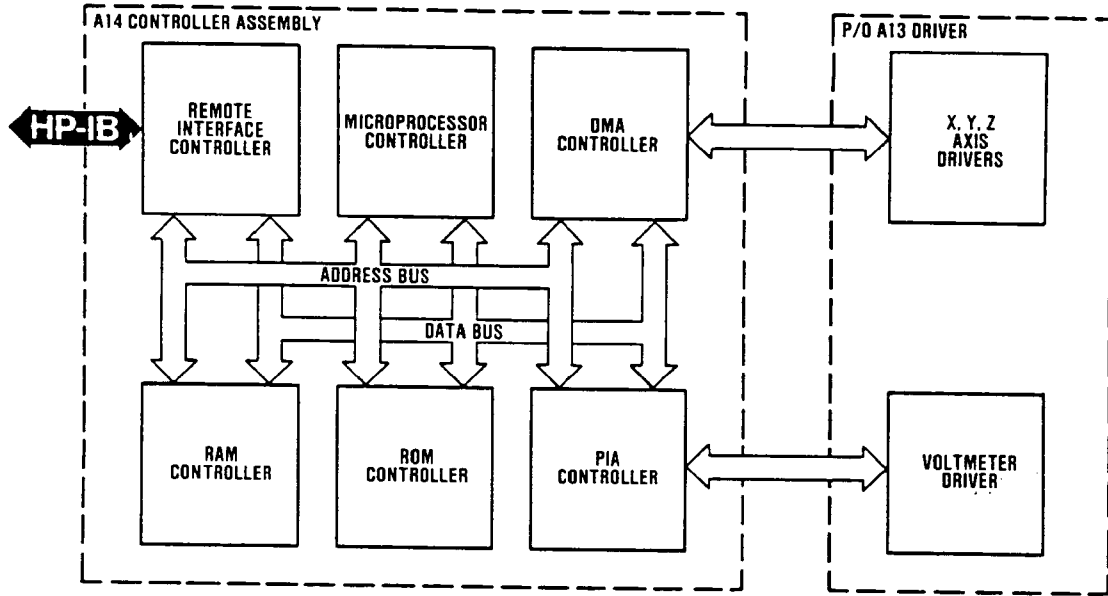 A14 CONTROLLER ASSEMBLY
P/O A13 DRIVER
HP-IB
REMOTE
INTERFACE
CONTROLLER
MICROPROCESSOR
CONTROLLER
DMA
CONTROLLER
X, Y, Z
AXIS
DRIVERS
ADDRESS BUS
DATA BUS
RAM
CONTROLLER
ROM
CONTROLLER
PIA
CONTROLLER
VOLTMETER
DRIVER